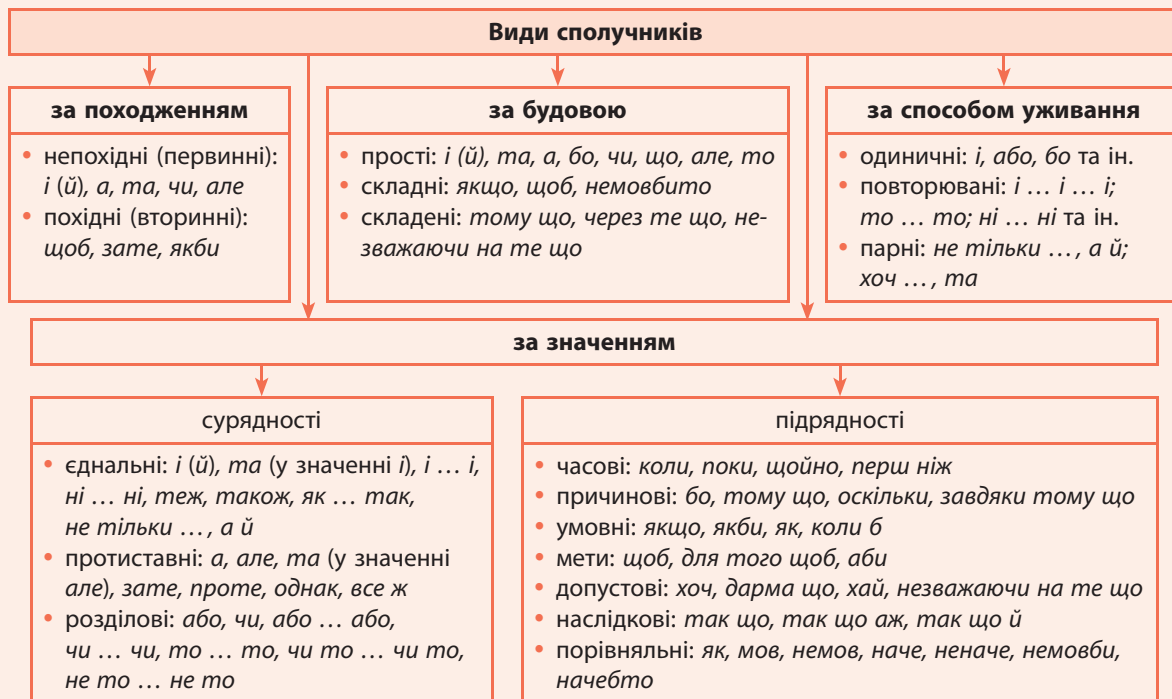 Види сполучників
за походженням
• непохідні (первинні):
і (й), а, та, чи, але
• похідні (вторинні):
щоб, зате, якби
за будовою
• прості: і (й), та, а, бо, чи, що, але, то
• складні: якщо, щоб, немовбито
• складені: тому що, через те що, не-
зважаючи на те що
за способом уживання
• одиничні: і, або, бо та ін.
• повторювані: і … і … і;
то … то; ні … ні та ін.
• парні: не тільки …, а й;
хоч …, та
за значенням
сурядності
• єднальні: і (й), та (у значенні і), і … і,
ні … ні, теж, також, як … так,
не тільки …, а й
• протиставні: а, але, та (у значенні
але), зате, проте, однак, все ж
• розділові: або, чи, або … або,
чи … чи, то … то, чи то … чи то,
не то … не то
підрядності
• часові: коли, поки, щойно, перш ніж
• причинові: бо, тому що, оскільки, завдяки тому що
• умовні: якщо, якби, як, коли б
• мети: щоб, для того щоб, аби
• допустові: хоч, дарма що, хай, незважаючи на те що
• наслідкові: так що, так що аж, так що й
• порівняльні: як, мов, немов, наче, неначе, немовби,
начебто